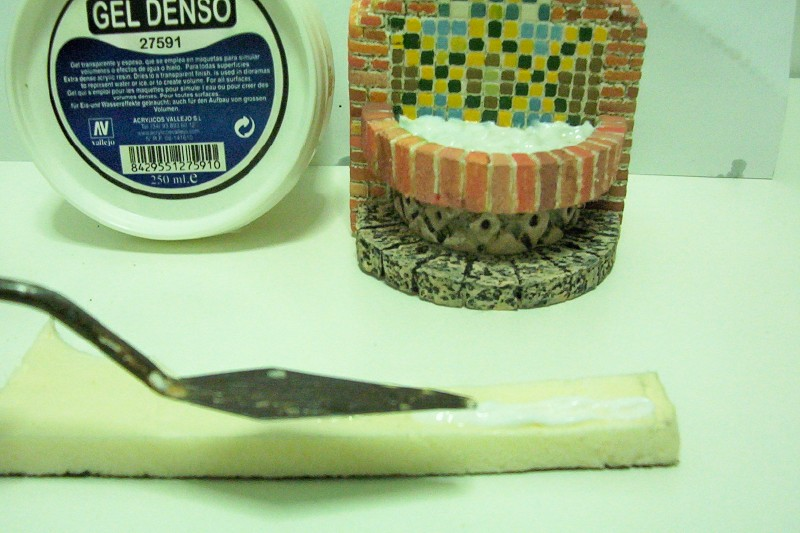 GEL DENSO
27591
Gel transparente y espeso, que se emplea en maquetas para simular
volúmenes o efectos de agua o hielo. Para todas superficies
Extra dense acrylic resin. Dries to a transparent finish. is used in dioramas
to represent water or ice, or to create volume. For all surfaces.
Gel qui s'emploi pour les maquettes pour simule l'eau ou pour créer des
volumes denses. Pour toutes surfaces.
für Eis-und Wassereffekte gebraucht; auch für den Aufbau von grossen
Volumen.
AV
vallejo
ACRYLICOS VALLEJO S.L
8429551275910
250 ml.e